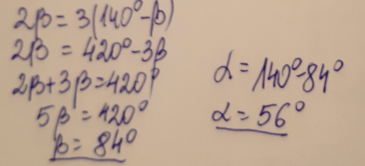 2β = 3(140°-β)
2β = 420°-3β
2β+3β=420°
5β = 420°
β = 84°
α = 140°-84°
α = 56°